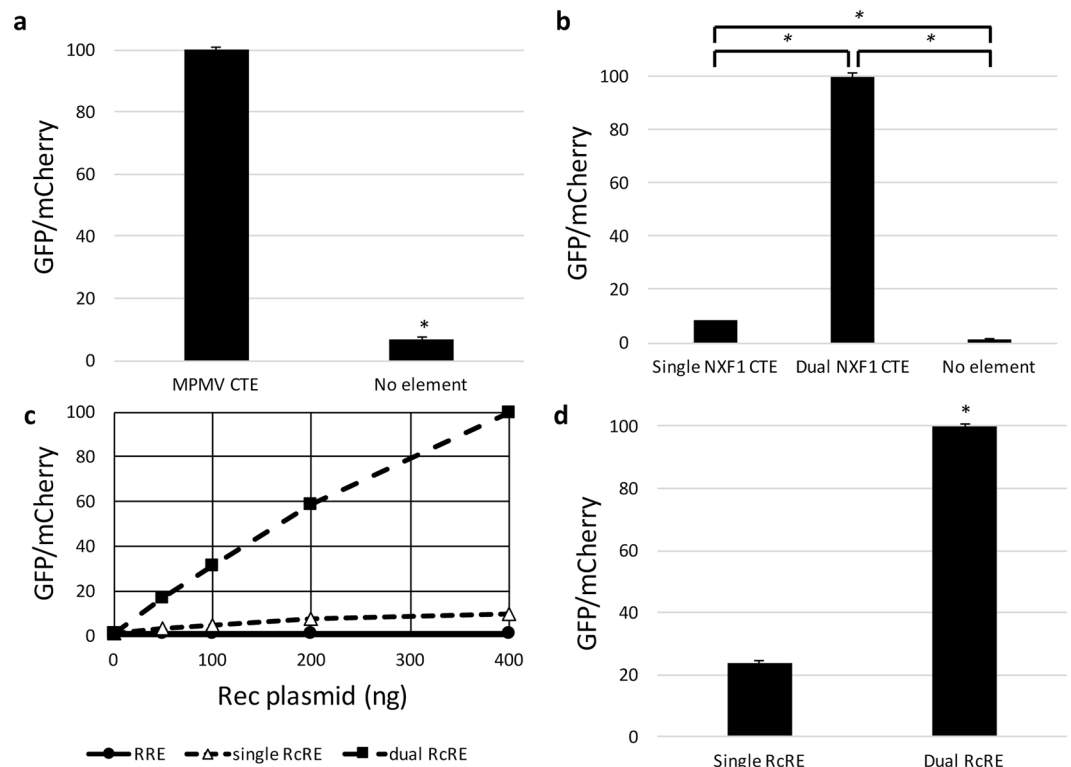 a
GFP/mCherry
100
80
60
40
20
0
*
MPMV CTE No element
b
GFP/mCherry
*
* *
100
80
60
40
20
0
Single NXF1 CTE Dual NXF1 CTE No element
c
GFP/mCherry
100
80
60
40
20
0
0 100 200 300 400
Rec plasmid (ng)
RRE single RcRE dual RcRE
d
GFP/mCherry
*
100
80
60
40
20
0
Single RcRE Dual RcRE